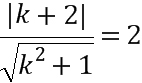 |k + 2| / √(k² + 1) = 2